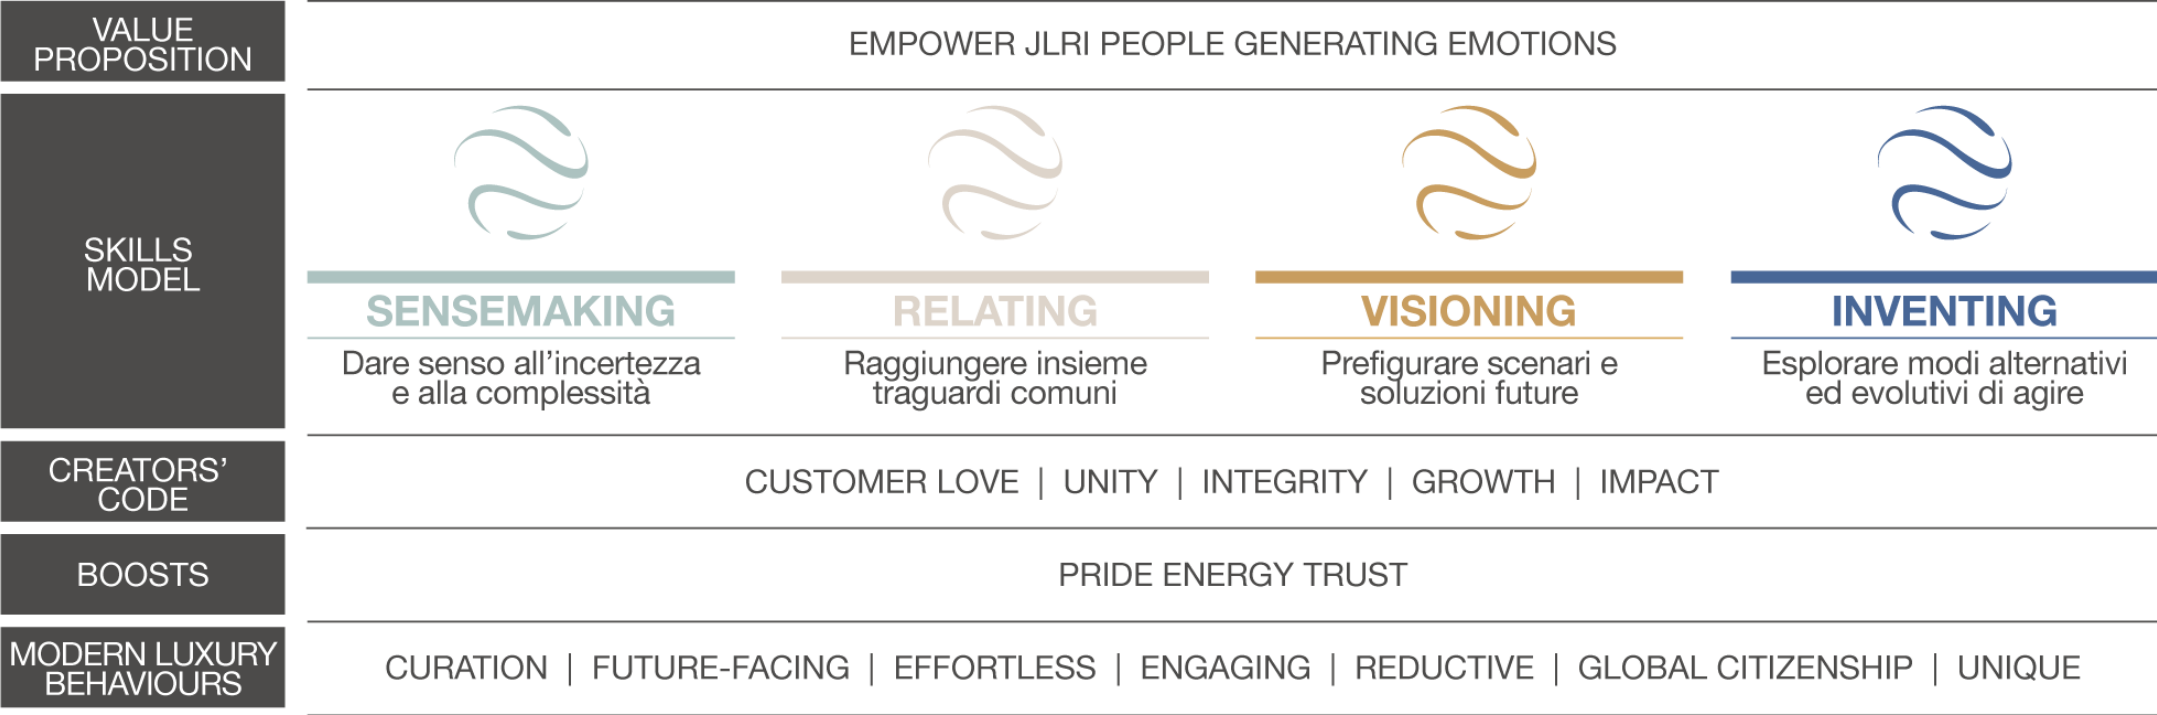 VALUE
PROPOSITION
EMPOWER JLRI PEOPLE GENERATING EMOTIONS
SKILLS
MODEL
SENSEMAKING
Dare senso all’incertezza
e alla complessità
RELATING
Raggiungere insieme
traguardi comuni
VISIONING
Prefigurare scenari e
soluzioni future
INVENTING
Esplorare modi alternativi
ed evolutivi di agire
CREATORS’
CODE
CUSTOMER LOVE | UNITY | INTEGRITY | GROWTH | IMPACT
BOOSTS
PRIDE ENERGY TRUST
MODERN LUXURY
BEHAVIOURS
CURATION | FUTURE-FACING | EFFORTLESS | ENGAGING | REDUCTIVE | GLOBAL CITIZENSHIP | UNIQUE